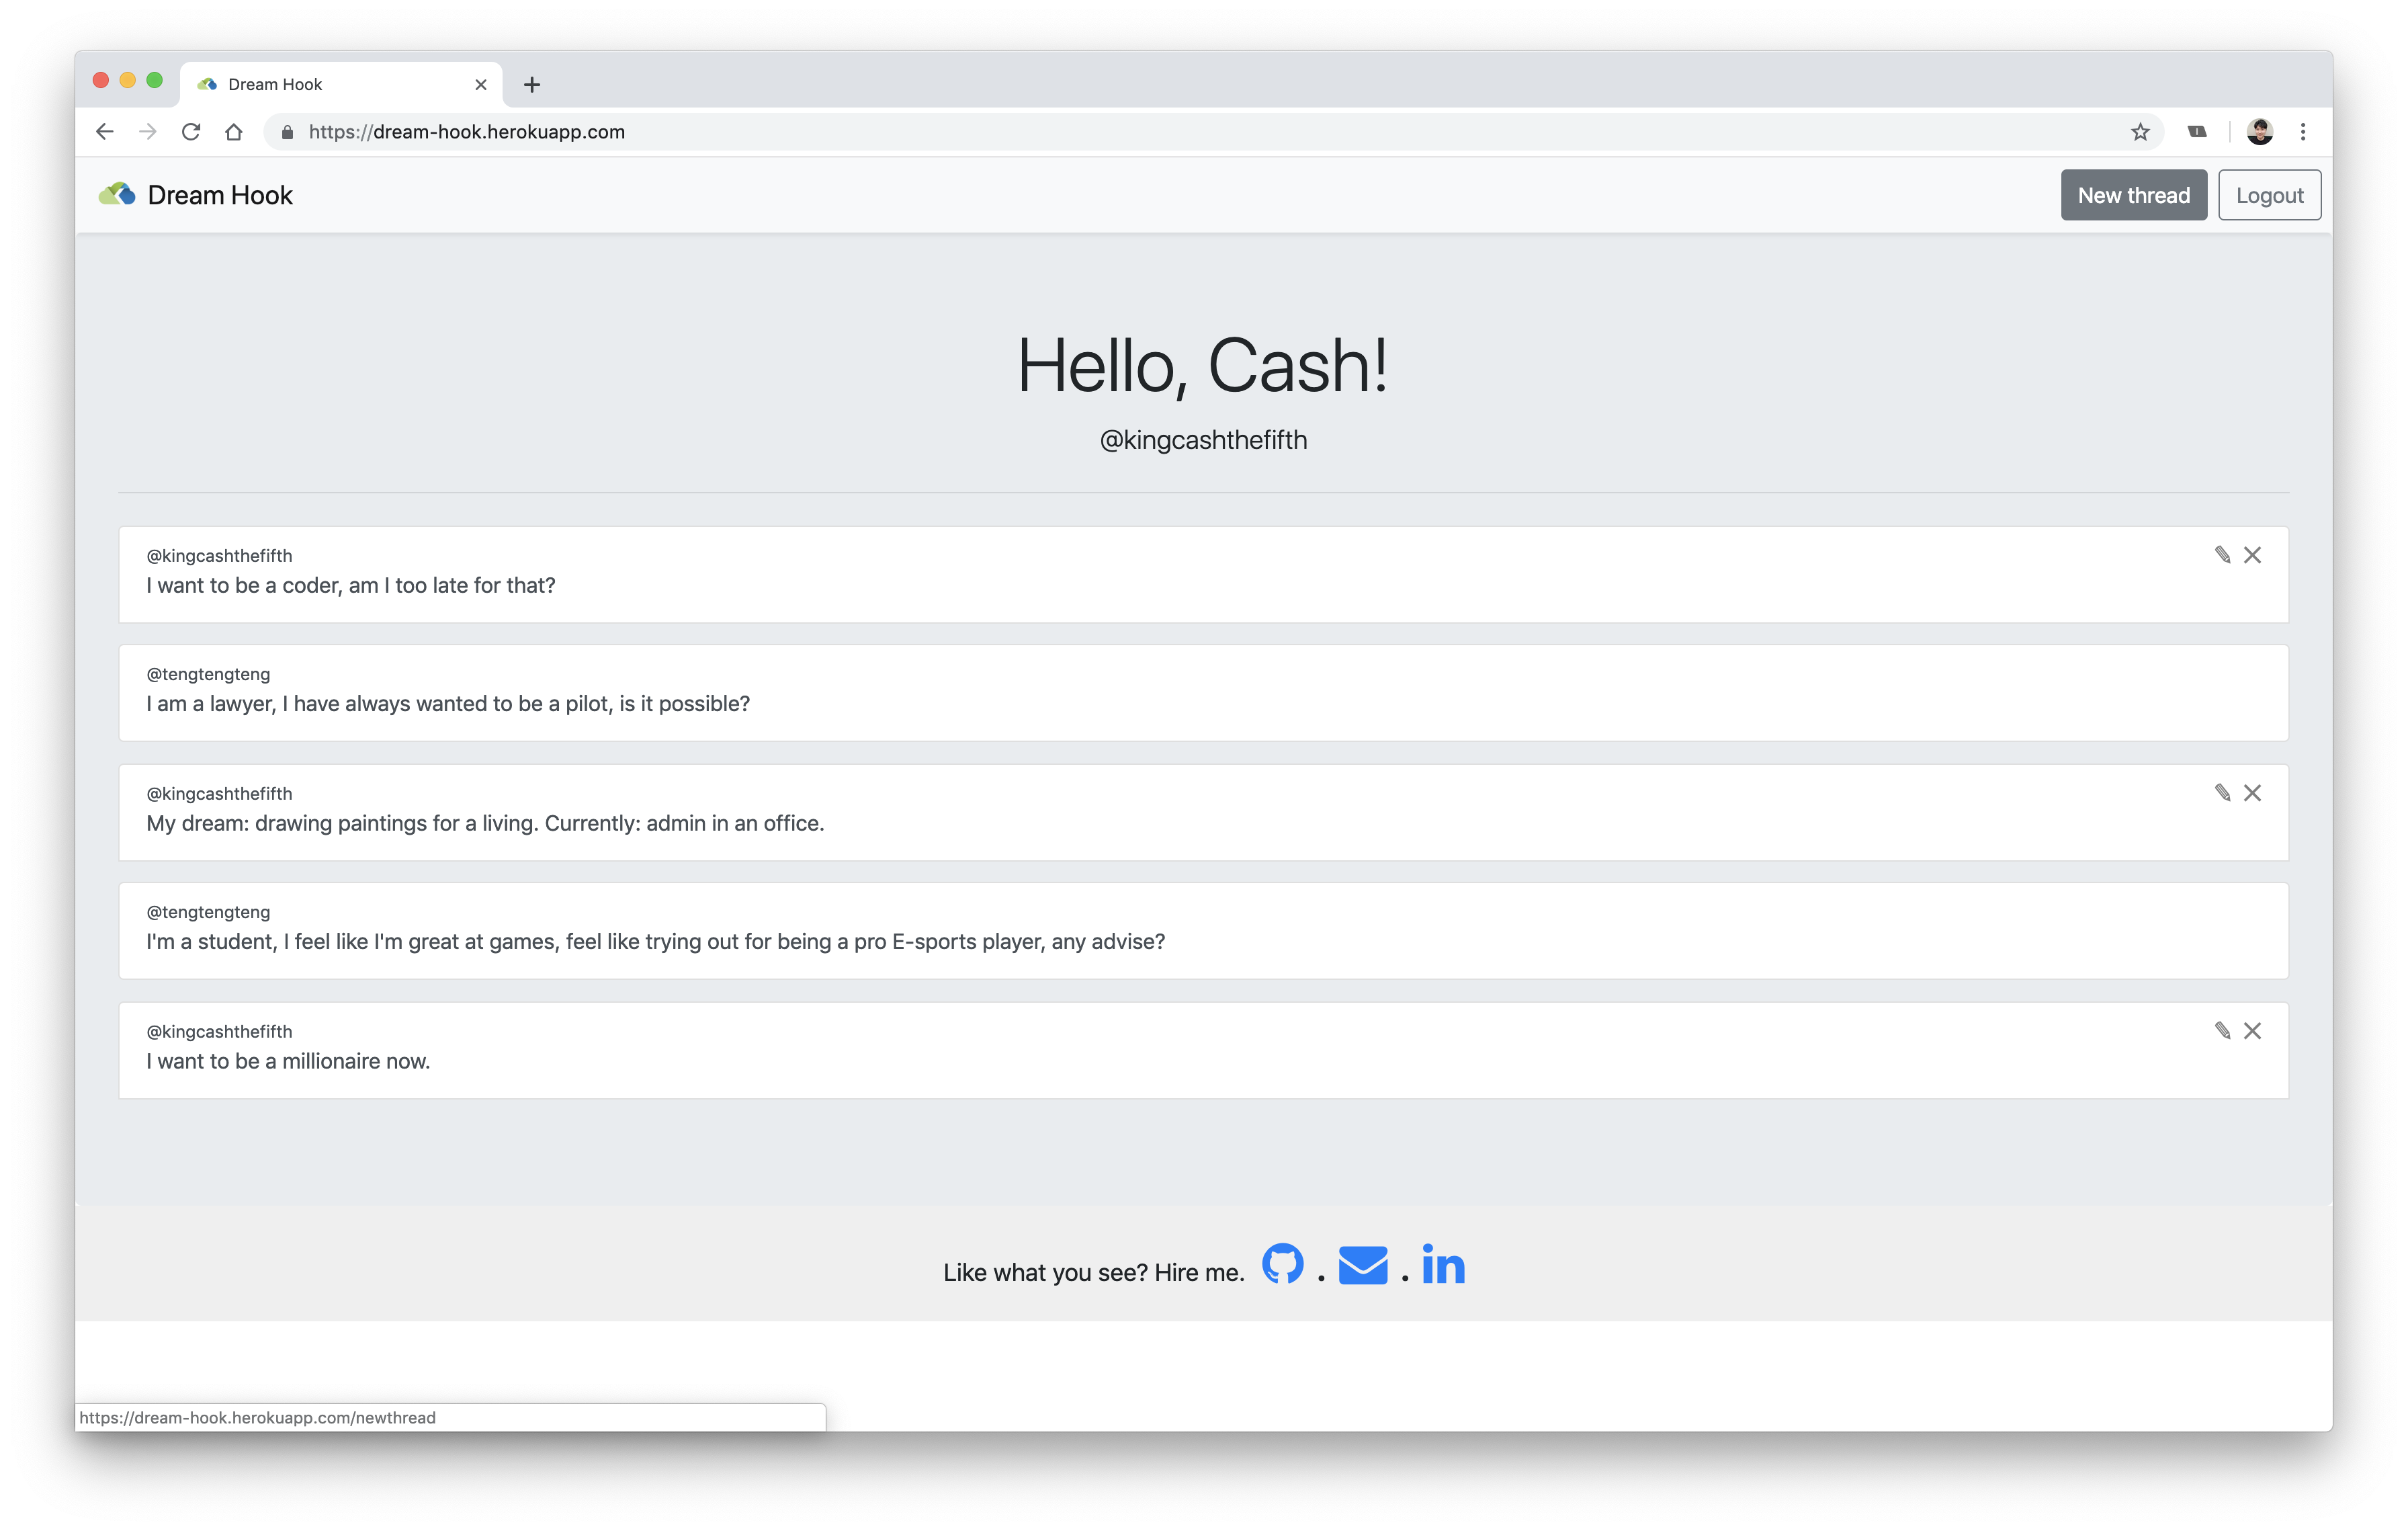 Dream Hook
https://dream-hook.herokuapp.com
Dream Hook
New thread
Logout
Hello, Cash!
@kingcashthefifth
@kingcashthefifth
I want to be a coder, am I too late for that?
@tengtengteng
I am a lawyer, I have always wanted to be a pilot, is it possible?
@kingcashthefifth
My dream: drawing paintings for a living. Currently: admin in an office.
@tengtengteng
I'm a student, I feel like I'm great at games, feel like trying out for being a pro E-sports player, any advise?
@kingcashthefifth
I want to be a millionaire now.
Like what you see? Hire me. . . in
https://dream-hook.herokuapp.com/newthread